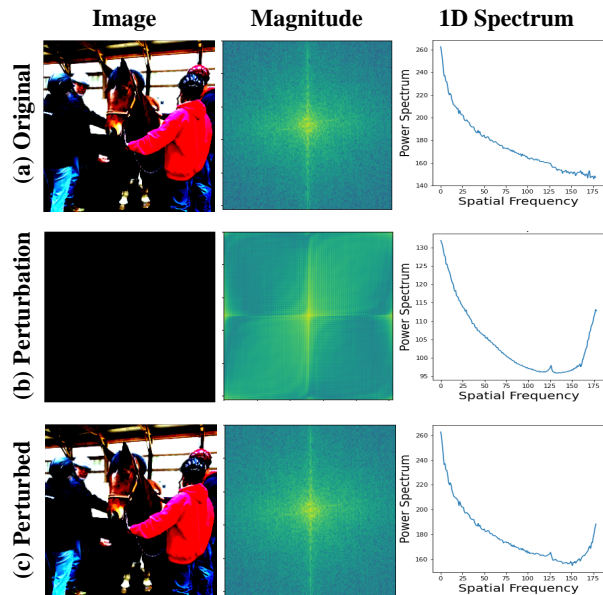 Image Magnitude 1D Spectrum
(a) Original
Power Spectrum
260
240
220
200
180
160
140
0 25 50 75 100 125 150 175
Spatial Frequency
(b) Perturbation
Power Spectrum
130
125
120
115
110
105
100
95
0 25 50 75 100 125 150 175
Spatial Frequency
(c) Perturbed
Power Spectrum
260
240
220
200
180
160
0 25 50 75 100 125 150 175
Spatial Frequency